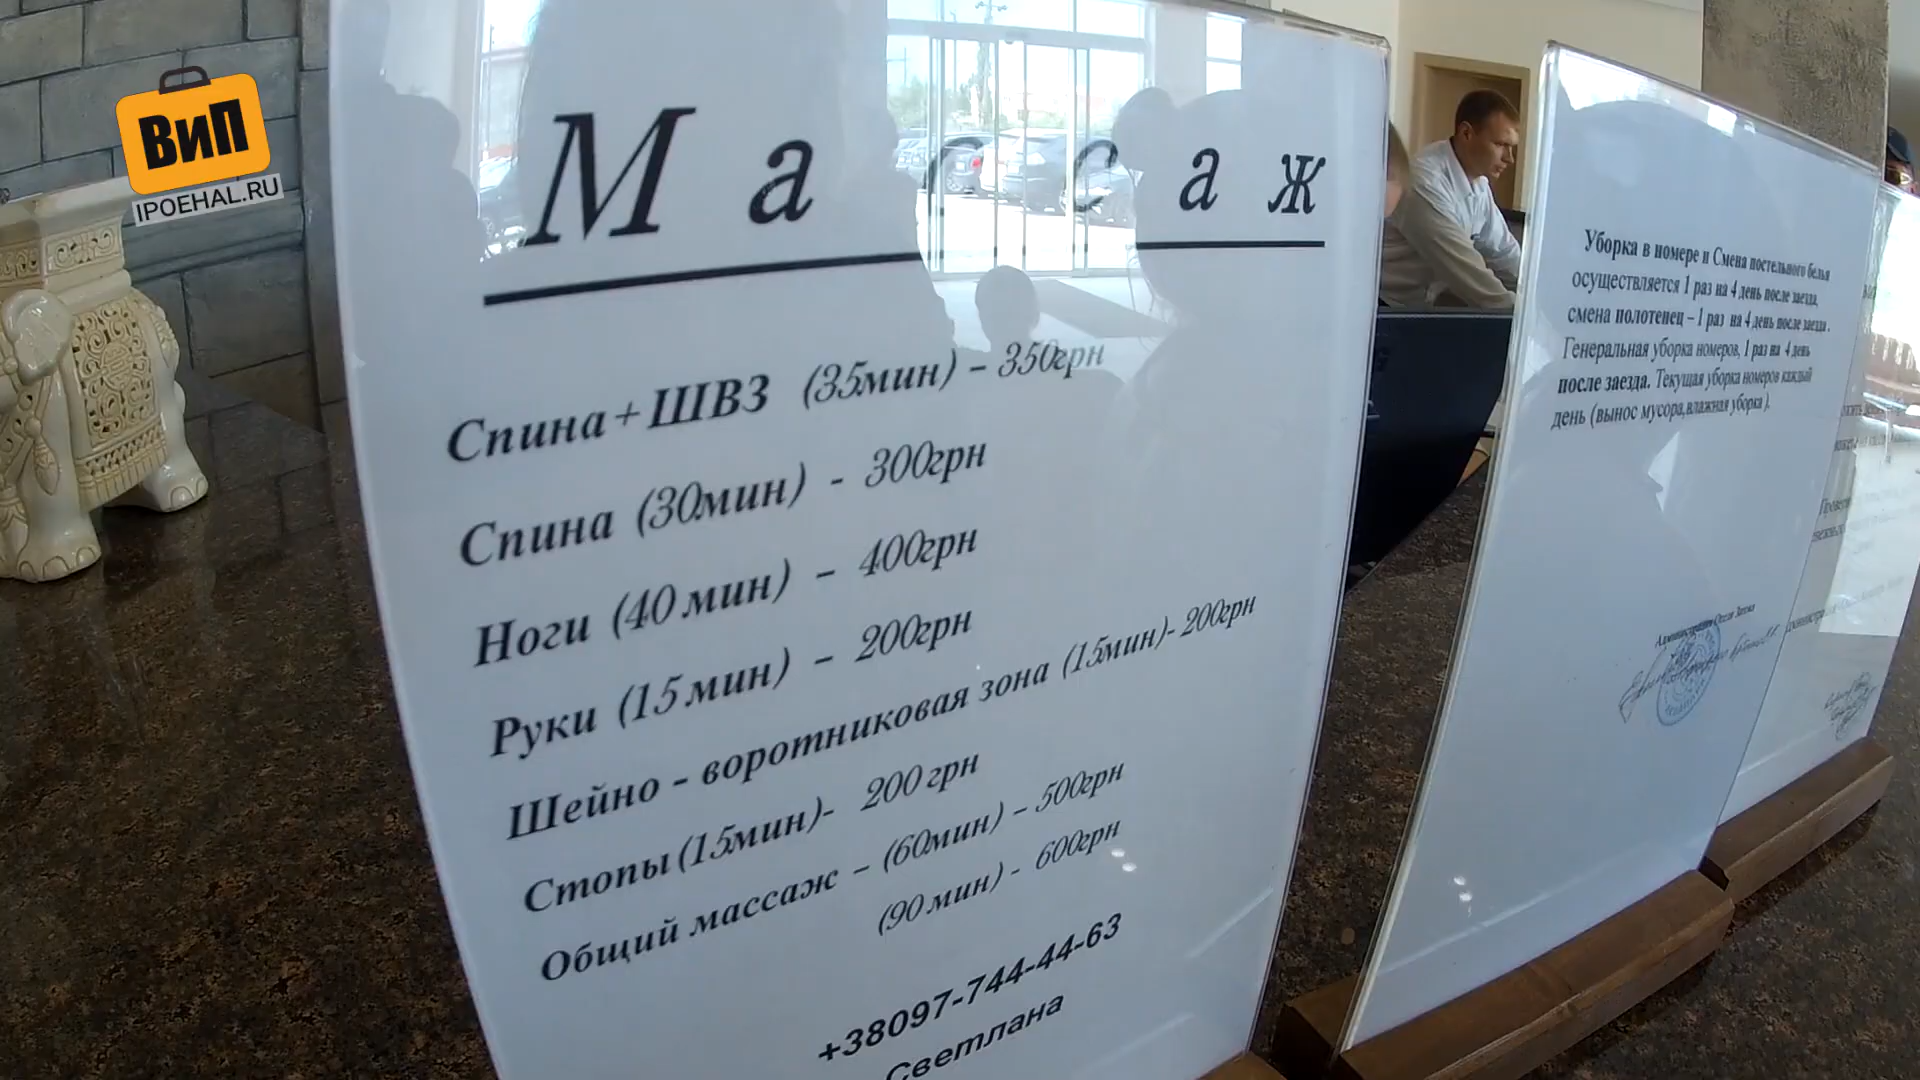 ВиП
IPOEHAL.RU
Массаж
Спина+ШВЗ (35мин) – 350грн
Спина (30мин) - 300грн
Ноги (40 мин) – 400грн
Руки (15 мин) – 200грн
Шейно - воротниковая зона (15мин)- 200грн
Стопы(15мин)- 200 грн
Общий массаж – (60мин) – 500грн
(90 мин) - 600грн
+38097-744-44-63
Светлана
Уборка в номере и Смена постельного белья
осуществляется 1 раз на 4 день после заезда,
смена полотенец – 1 раз на 4 день после заезда .
Генеральная уборка номеров, 1 раз на 4 день
после заезда. Текущая уборка номеров каждый
день (вынос мусора,влажная уборка ).
Администрация Отеля